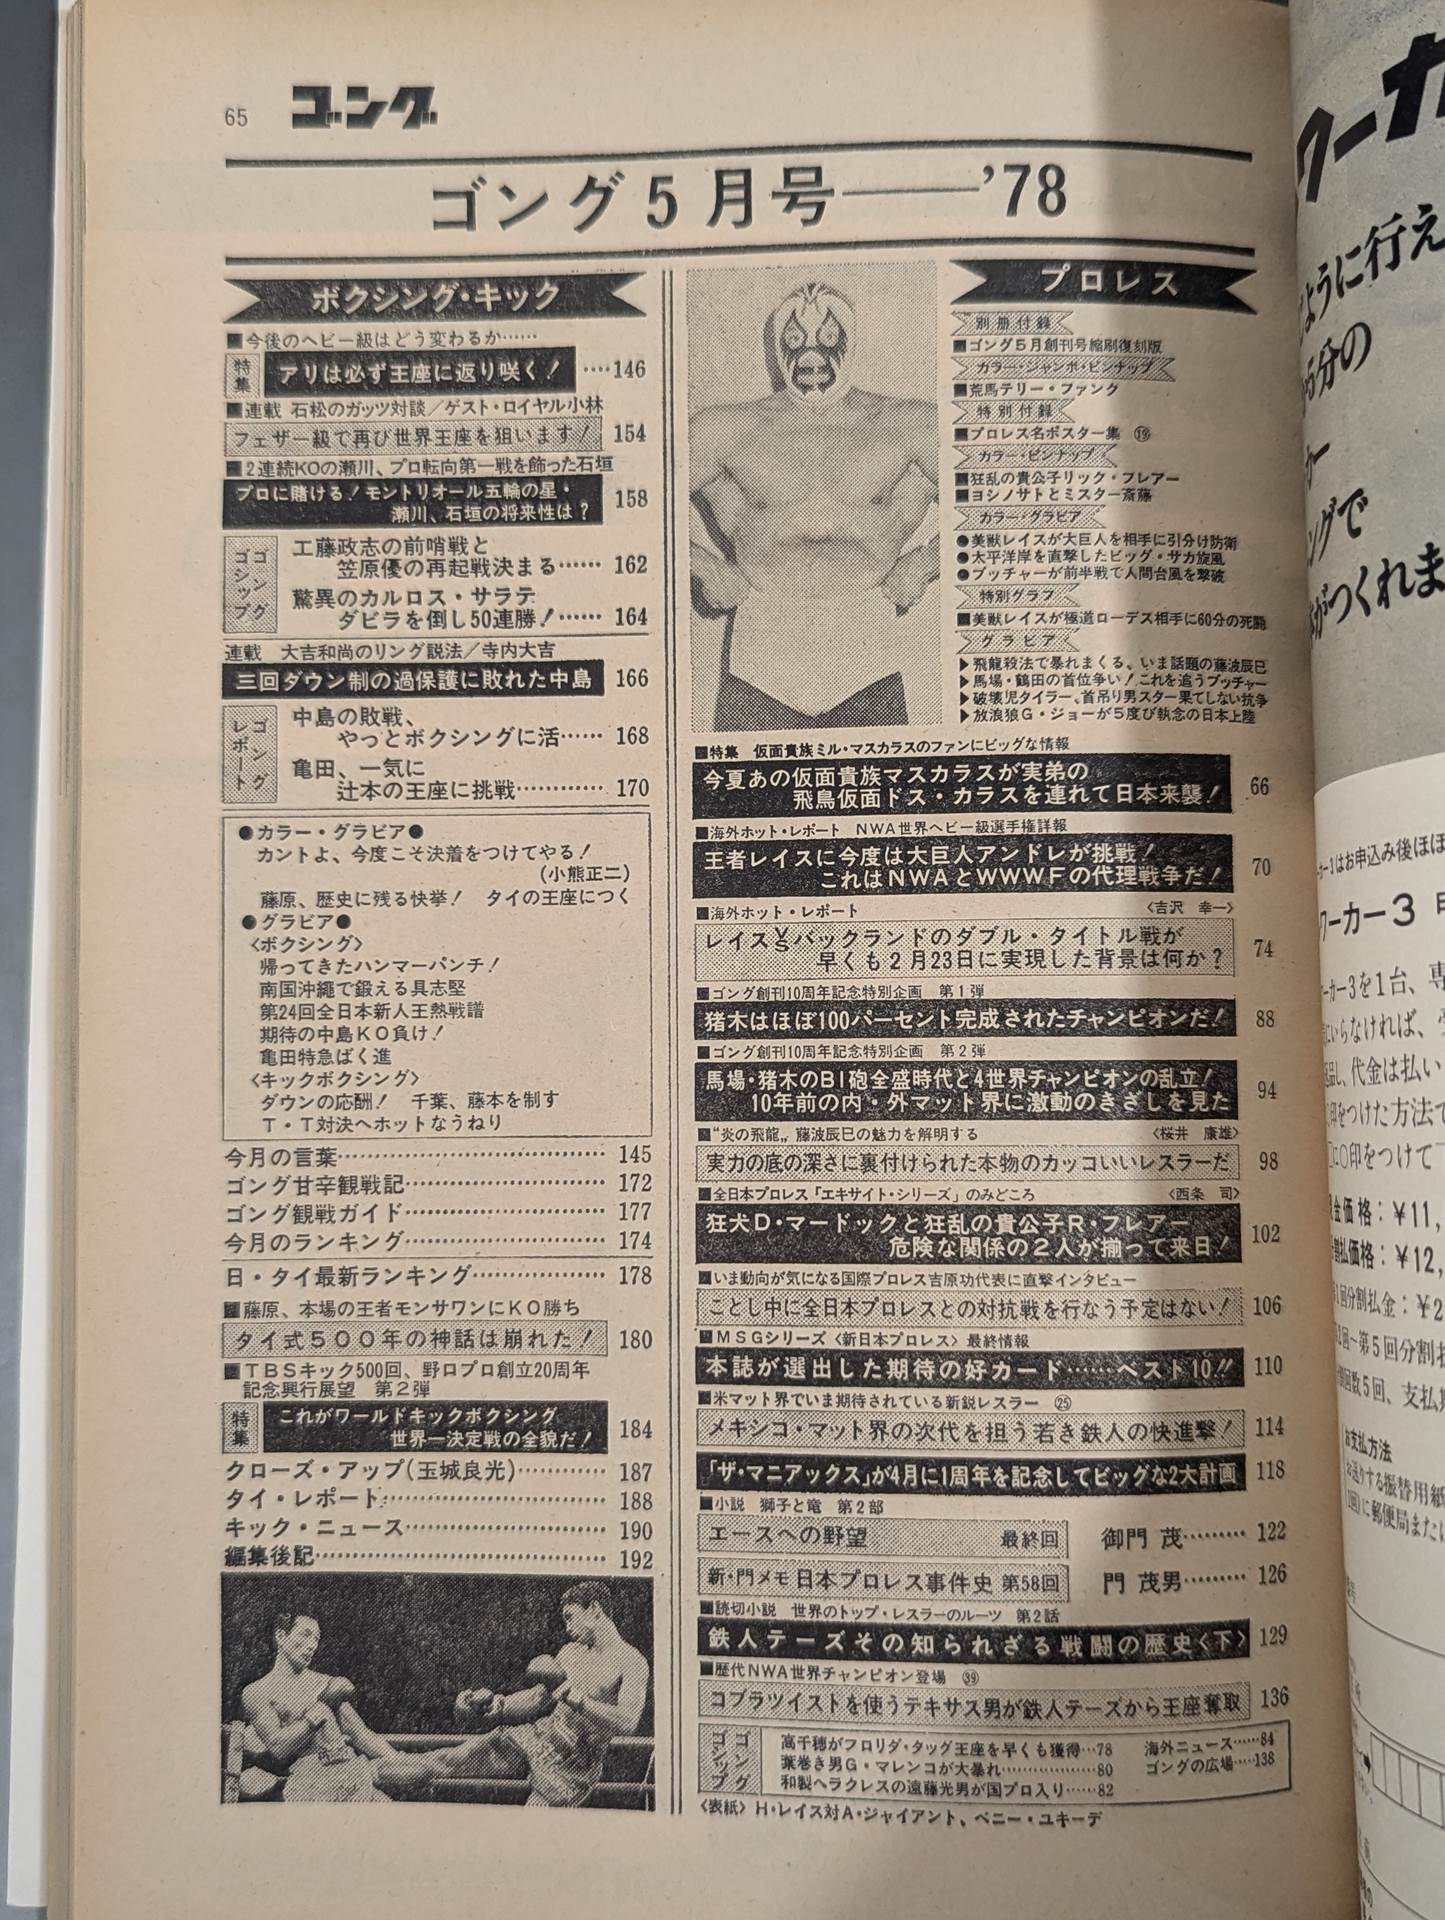 65 ゴング
ゴング5月号──'78
プロレス
別冊付録
■ゴング5月創刊号縮刷復刻版
カラー・ジャンボ・ピンナップ
■荒馬テリー・ファンク
特別付録
■プロレス名ポスター集 ⑲
カラー・ピンナップ
■狂乱の貴公子リック・フレアー
■ヨシノサトとミスター斎藤
カラー・グラビア
●美獣レイスが大巨人を相手に引分け防衛
●太平洋岸を直撃したビッグ・サカ旋風
●ブッチャーが前半戦で人間台風を撃破
特別グラフ
■美獣レイスが極道ローデス相手に60分の死闘
グラビア
▶飛龍殺法で暴れまくる、いま話題の藤波辰巳
▶馬場・鶴田の首位争い!これを追うブッチャー
▶破壊児タイラー、首吊り男スター果てしない抗争
▶放浪狼G・ジョーが5度び執念の日本上陸
■特集 仮面貴族ミル・マスカラスのファンにビッグな情報
今夏あの仮面貴族マスカラスが実弟の
飛鳥仮面ドス・カラスを連れて日本来襲! 66
■海外ホット・レポート NWA世界ヘビー級選手権詳報
王者レイスに今度は大巨人アンドレが挑戦!
これはNWAとWWWFの代理戦争だ! 70
■海外ホット・レポート 〈吉沢 幸一〉
レイスVSバックランドのダブル・タイトル戦が
早くも2月23日に実現した背景は何か? 74
■ゴング創刊10周年記念特別企画 第1弾
猪木はほぼ100パーセント完成されたチャンピオンだ! 88
■ゴング創刊10周年記念特別企画 第2弾
馬場・猪木のBI砲全盛時代と4世界チャンピオンの乱立!
10年前の内・外マット界に激動のきざしを見た 94
■“炎の飛龍„藤波辰巳の魅力を解明する 〈桜井 康雄〉
実力の底の深さに裏付けられた本物のカッコいいレスラーだ 98
■全日本プロレス「エキサイト・シリーズ」のみどころ 〈西条 司〉
狂犬D・マードックと狂乱の貴公子R・フレアー
危険な関係の2人が揃って来日! 102
■いま動向が気になる国際プロレス吉原功代表に直撃インタビュー
ことし中に全日本プロレスとの対抗戦を行なう予定はない! 106
■MSGシリーズ〈新日本プロレス〉最終情報
本誌が選出した期待の好カード……ベスト10!! 110
■米マット界でいま期待されている新鋭レスラー ㉕
メキシコ・マット界の次代を担う若き鉄人の快進撃! 114
「ザ・マニアックス」が4月に1周年を記念してビッグな2大計画 118
■小説 獅子と竜 第2部
エースへの野望 最終回 御門 茂……… 122
新・門メモ 日本プロレス事件史 第58回 門 茂男……… 126
■読切小説 世界のトップ・レスラーのルーツ 第2話
鉄人テーズその知られざる戦闘の歴史〈下〉 129
■歴代NWA世界チャンピオン登場 ㊴
コブラツイストを使うテキサス男が鉄人テーズから王座奪取 136
ゴングゴシップ
高千穂がフロリダ・タッグ王座を早くも獲得…78
葉巻き男G・マレンコが大暴れ………………80
和製ヘラクレスの遠藤光男が国プロ入り……82
海外ニュース……84
ゴングの広場……138
〈表紙〉H・レイス対A・ジャイアント、ベニー・ユキーデ
ボクシング・キック
■今後のヘビー級はどう変わるか……
特集 アリは必ず王座に返り咲く! ……146
■連載 石松のガッツ対談/ゲスト・ロイヤル小林
フェザー級で再び世界王座を狙います! 154
■2連続KOの瀬川、プロ転向第一戦を飾った石垣
プロに賭ける!モントリオール五輪の星・
瀬川、石垣の将来性は? 158
ゴングゴシップ
工藤政志の前哨戦と
笠原優の再起戦決まる…… 162
驚異のカルロス・サラテ
ダビラを倒し50連勝!…… 164
連載 大吉和尚のリング説法/寺内大吉
三回ダウン制の過保護に敗れた中島 166
ゴングレポート
中島の敗戦、
やっとボクシングに活…… 168
亀田、一気に
辻本の王座に挑戦………… 170
●カラー・グラビア●
カントよ、今度こそ決着をつけてやる!
(小熊正二)
藤原、歴史に残る快挙! タイの王座につく
●グラビア●
〈ボクシング〉
帰ってきたハンマーパンチ!
南国沖縄で鍛える具志堅
第24回全日本新人王熱戦譜
期待の中島KO負け!
亀田特急ばく進
〈キックボクシング〉
ダウンの応酬! 千葉、藤本を制す
T・T対決へホットなうねり
今月の言葉………………………… 145
ゴング甘辛観戦記………………… 172
ゴング観戦ガイド………………… 177
今月のランキング………………… 174
日・タイ最新ランキング………… 178
■藤原、本場の王者モンサワンにKO勝ち
タイ式500年の神話は崩れた! 180
■TBSキック500回、野口プロ創立20周年
記念興行展望 第2弾
特集 これがワールドキックボクシング
世界一決定戦の全貌だ! 184
クローズ・アップ(玉城良光)……… 187
タイ・レポート…………………… 188
キック・ニュース………………… 190
編集後記…………………………… 192
ように行え
5分の
グで
がつくれま
ワーカー3 申
格:¥11,
価格:¥12,
お支払方法